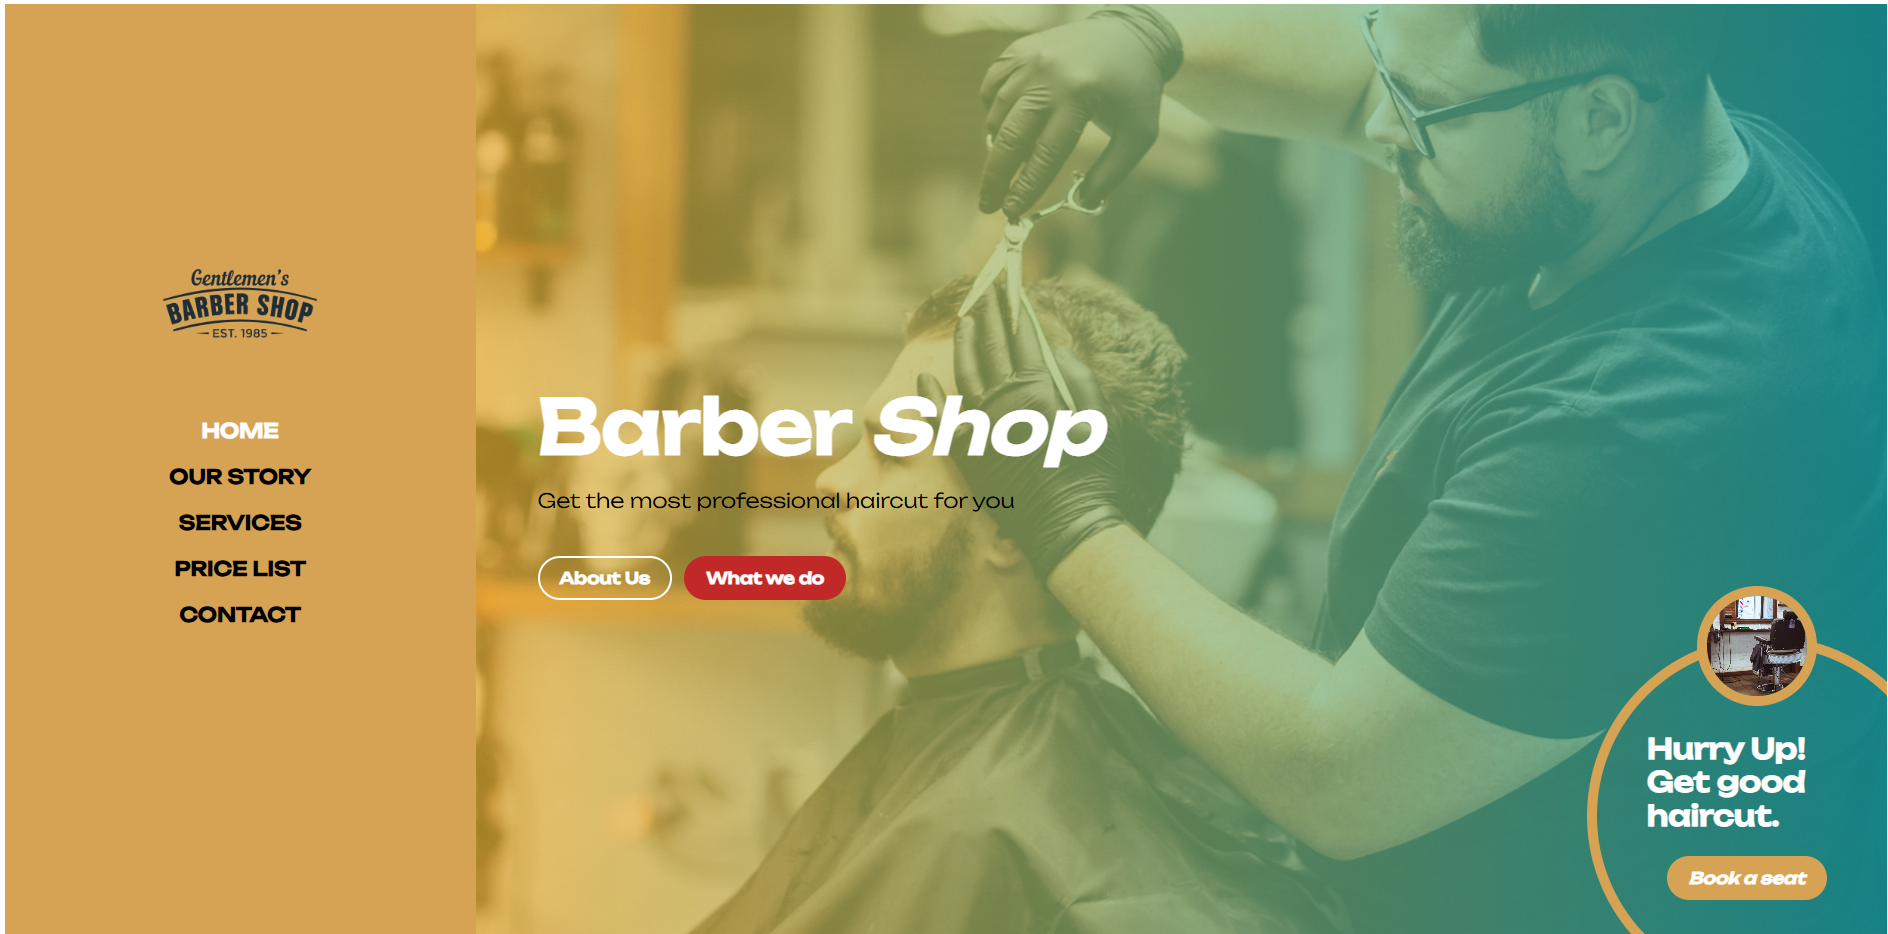 Gentlemen's
BARBER SHOP
EST. 1985
HOME
OUR STORY
SERVICES
PRICE LIST
CONTACT
Barber Shop
Get the most professional haircut for you
About Us
What we do
Hurry Up!
Get good
haircut.
Book a seat